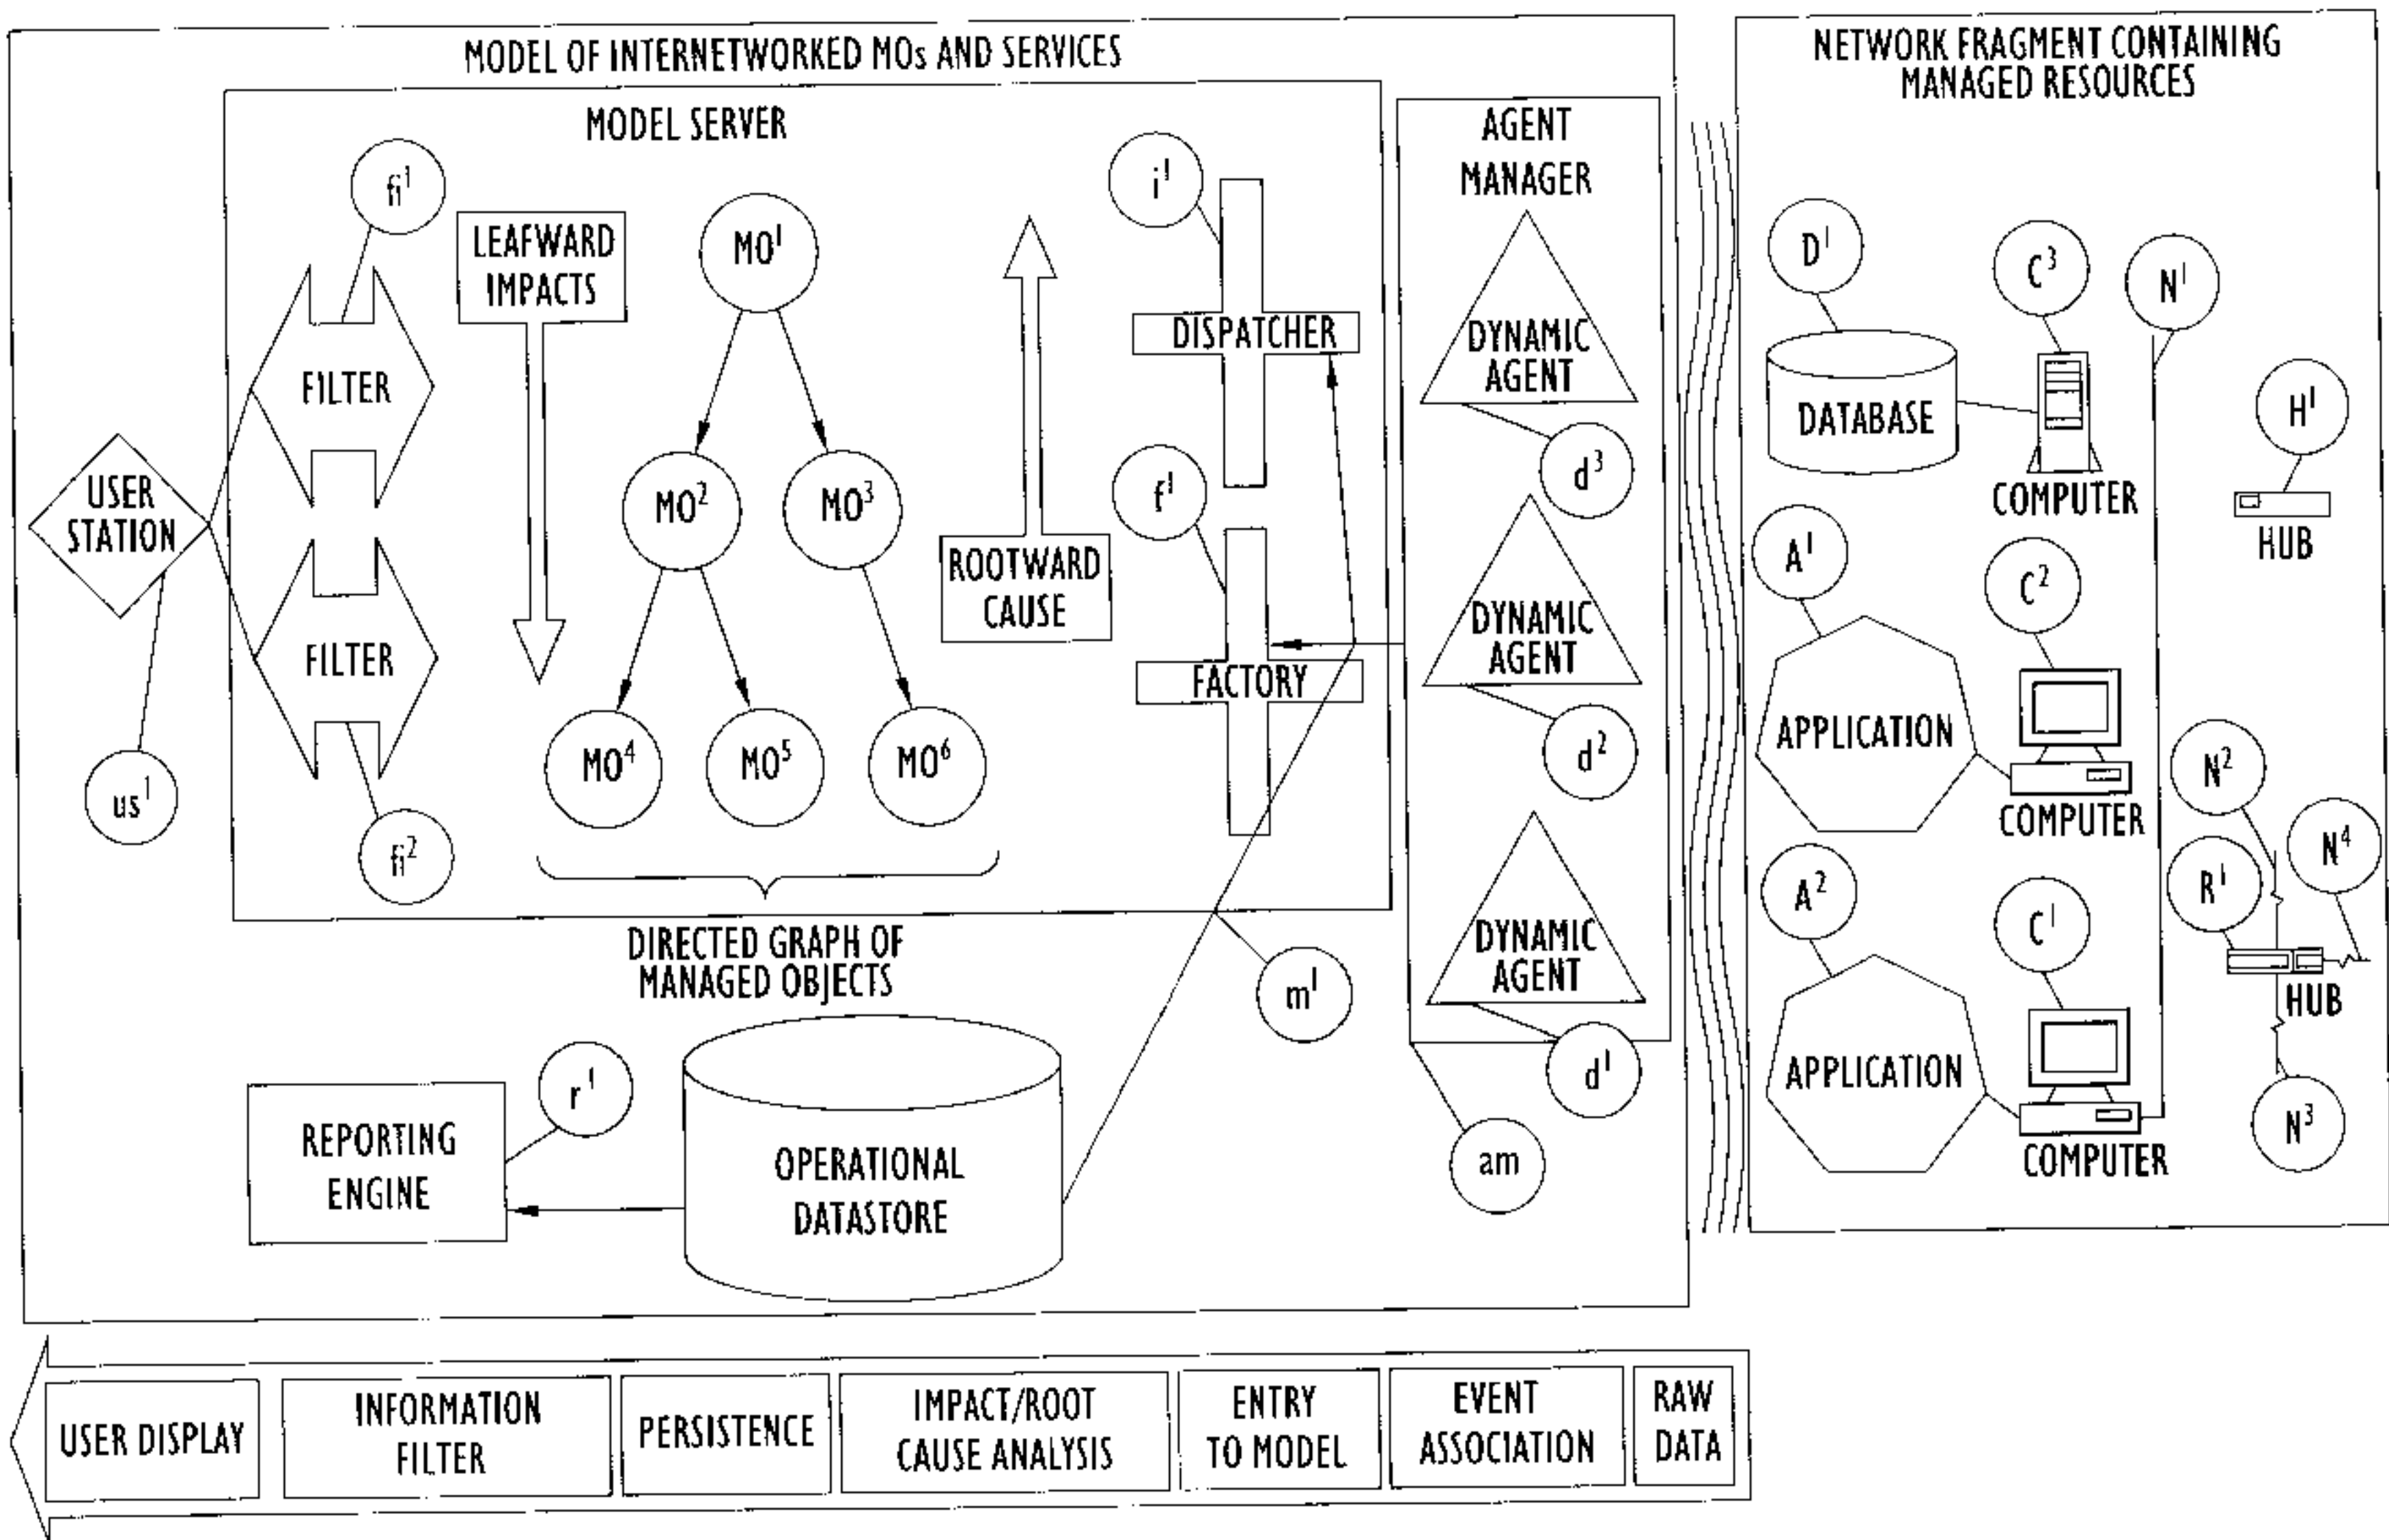 MODEL OF INTERNETWORKED MOs AND SERVICES
MODEL SERVER
fi¹
LEAFWARD
IMPACTS
MO¹
i¹
DISPATCHER
FILTER
USER
STATION
MO²
MO³
f¹
ROOTWARD
CAUSE
FILTER
FACTORY
MO⁴
MO⁵
MO⁶
us¹
fi²
DIRECTED GRAPH OF
MANAGED OBJECTS
m¹
REPORTING
ENGINE
r¹
OPERATIONAL
DATASTORE
AGENT
MANAGER
DYNAMIC
AGENT
d³
DYNAMIC
AGENT
d²
DYNAMIC
AGENT
d¹
am
NETWORK FRAGMENT CONTAINING
MANAGED RESOURCES
D¹
C³
N¹
DATABASE
COMPUTER
H¹
HUB
A¹
C²
APPLICATION
COMPUTER
N²
N⁴
R¹
A²
C¹
HUB
APPLICATION
COMPUTER
N³
USER DISPLAY
INFORMATION
FILTER
PERSISTENCE
IMPACT/ROOT
CAUSE ANALYSIS
ENTRY
TO MODEL
EVENT
ASSOCIATION
RAW
DATA